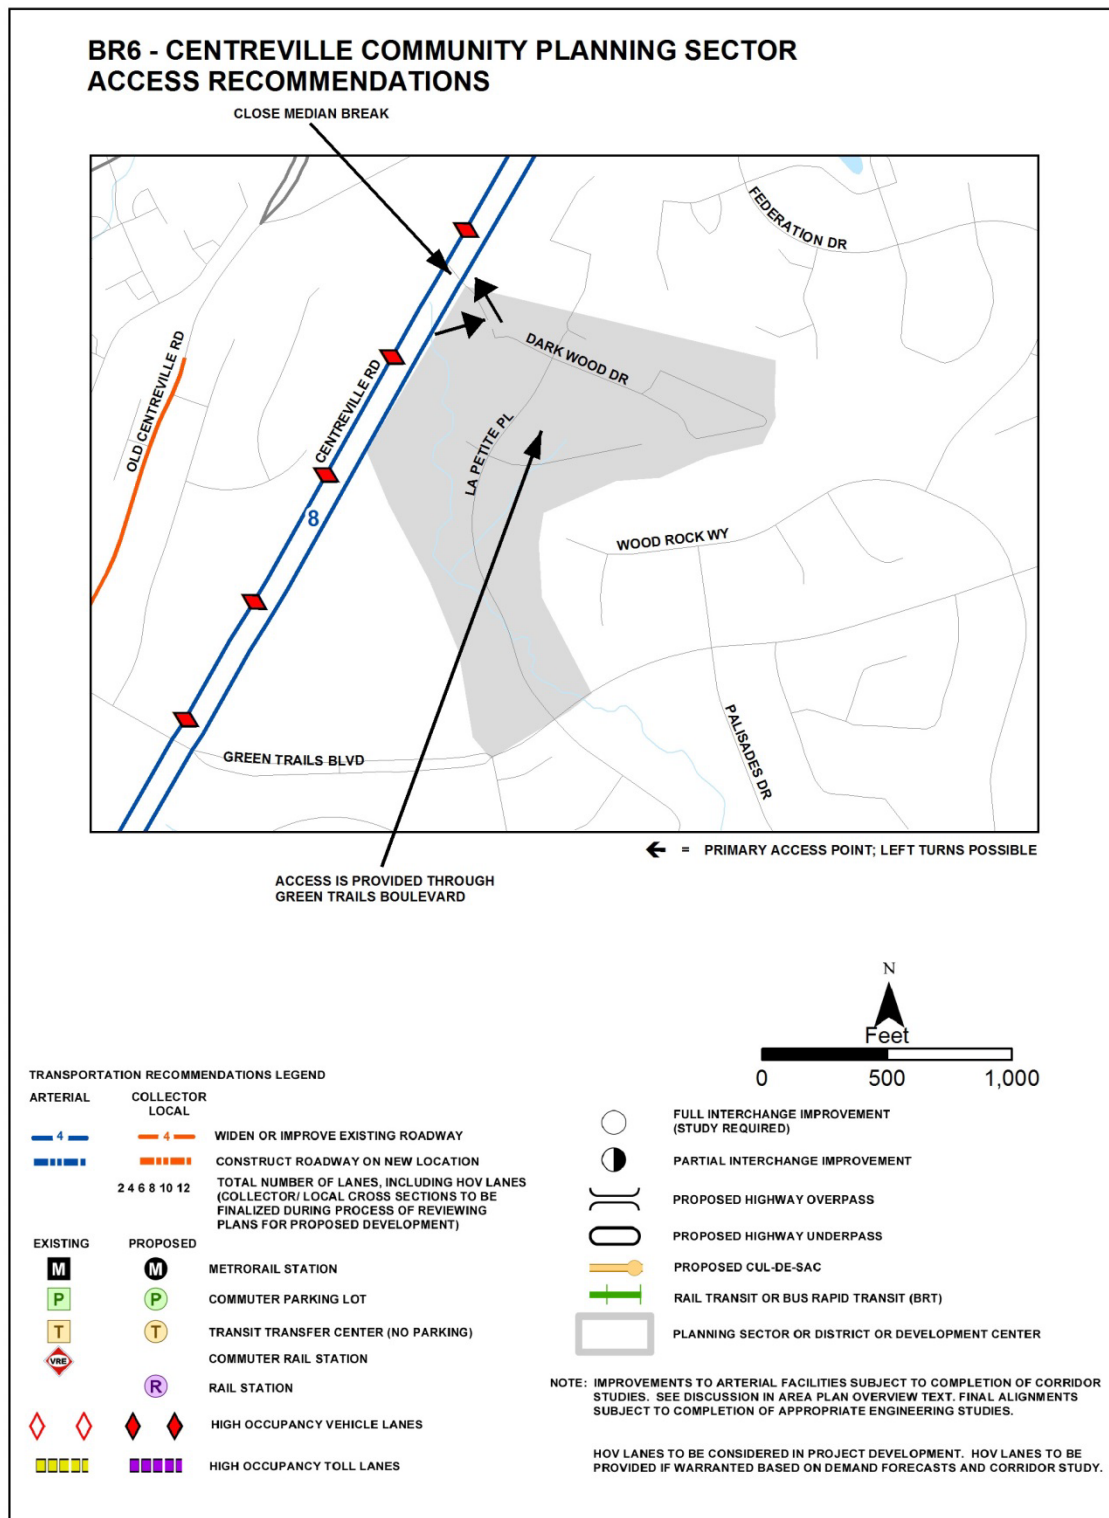 BR6 - CENTREVILLE COMMUNITY PLANNING SECTOR
ACCESS RECOMMENDATIONS
CLOSE MEDIAN BREAK
FEDERATION DR
DARK WOOD DR
OLD CENTREVILLE RD
CENTREVILLE RD
LA PETITE PL
8
WOOD ROCK WY
PALISADES DR
GREEN TRAILS BLVD
= PRIMARY ACCESS POINT; LEFT TURNS POSSIBLE
ACCESS IS PROVIDED THROUGH
GREEN TRAILS BOULEVARD
N
Feet
0 500 1,000
TRANSPORTATION RECOMMENDATIONS LEGEND
ARTERIAL COLLECTOR
LOCAL
4 4 WIDEN OR IMPROVE EXISTING ROADWAY
CONSTRUCT ROADWAY ON NEW LOCATION
2 4 6 8 10 12 TOTAL NUMBER OF LANES, INCLUDING HOV LANES
(COLLECTOR/ LOCAL CROSS SECTIONS TO BE
FINALIZED DURING PROCESS OF REVIEWING
PLANS FOR PROPOSED DEVELOPMENT)
EXISTING PROPOSED
M M METRORAIL STATION
P P COMMUTER PARKING LOT
T T TRANSIT TRANSFER CENTER (NO PARKING)
VRE COMMUTER RAIL STATION
R RAIL STATION
HIGH OCCUPANCY VEHICLE LANES
HIGH OCCUPANCY TOLL LANES
FULL INTERCHANGE IMPROVEMENT
(STUDY REQUIRED)
PARTIAL INTERCHANGE IMPROVEMENT
PROPOSED HIGHWAY OVERPASS
PROPOSED HIGHWAY UNDERPASS
PROPOSED CUL-DE-SAC
RAIL TRANSIT OR BUS RAPID TRANSIT (BRT)
PLANNING SECTOR OR DISTRICT OR DEVELOPMENT CENTER
NOTE: IMPROVEMENTS TO ARTERIAL FACILITIES SUBJECT TO COMPLETION OF CORRIDOR
STUDIES. SEE DISCUSSION IN AREA PLAN OVERVIEW TEXT. FINAL ALIGNMENTS
SUBJECT TO COMPLETION OF APPROPRIATE ENGINEERING STUDIES.
HOV LANES TO BE CONSIDERED IN PROJECT DEVELOPMENT. HOV LANES TO BE
PROVIDED IF WARRANTED BASED ON DEMAND FORECASTS AND CORRIDOR STUDY.